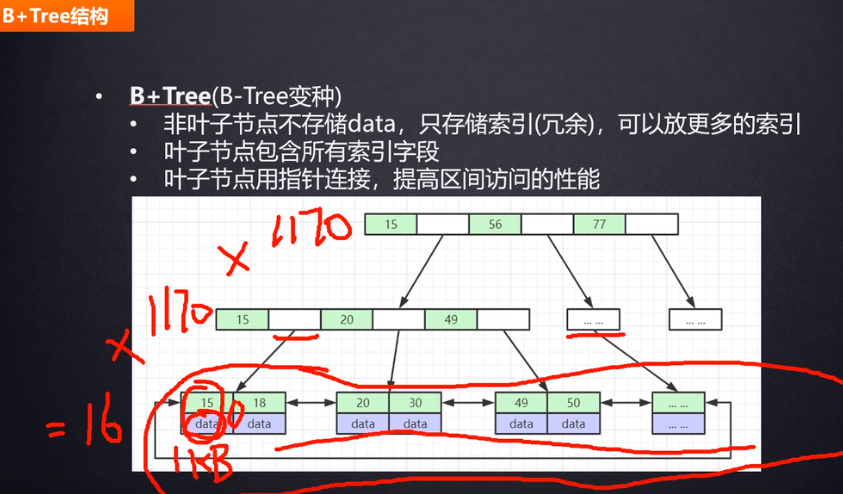 B+Tree结构
• B+Tree(B-Tree变种)
• 非叶子节点不存储data，只存储索引(冗余)，可以放更多的索引
• 叶子节点包含所有索引字段
• 叶子节点用指针连接，提高区间访问的性能
1170 15 56 77
×
1170 15 20 49 ... ... ... ...
×
15 18 20 30 49 50 ... ...
= 16 data data data data data data ... ...
1KB